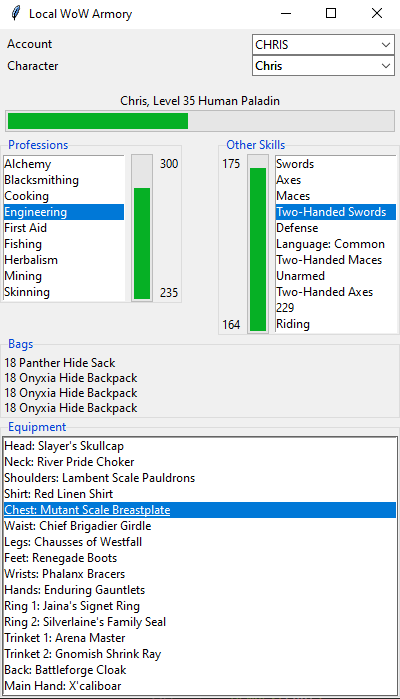 Local WoW Armory
Account
CHRIS
Character
Chris
Chris, Level 35 Human Paladin
Professions
Alchemy
Blacksmithing
Cooking
Engineering
First Aid
Fishing
Herbalism
Mining
Skinning
300
235
Other Skills
175
164
Swords
Axes
Maces
Two-Handed Swords
Defense
Language: Common
Two-Handed Maces
Unarmed
Two-Handed Axes
229
Riding
Bags
18 Panther Hide Sack
18 Onyxia Hide Backpack
18 Onyxia Hide Backpack
18 Onyxia Hide Backpack
Equipment
Head: Slayer's Skullcap
Neck: River Pride Choker
Shoulders: Lambent Scale Pauldrons
Shirt: Red Linen Shirt
Chest: Mutant Scale Breastplate
Waist: Chief Brigadier Girdle
Legs: Chausses of Westfall
Feet: Renegade Boots
Wrists: Phalanx Bracers
Hands: Enduring Gauntlets
Ring 1: Jaina's Signet Ring
Ring 2: Silverlaine's Family Seal
Trinket 1: Arena Master
Trinket 2: Gnomish Shrink Ray
Back: Battleforge Cloak
Main Hand: X'caliboar